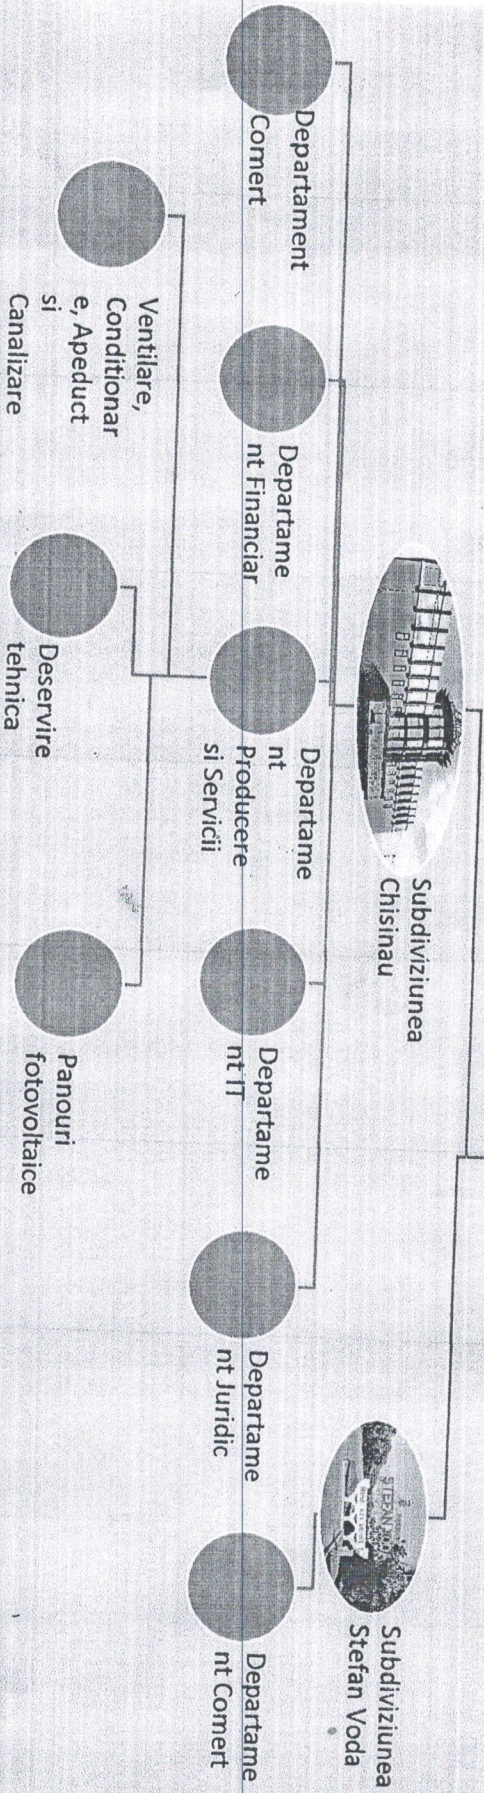 Subdiviziunea
Chisinau
Subdiviziunea
Stefan Voda
Departament
Comert
Departame
nt Financiar
Departame
nt
Producere
si Servicii
Departame
nt IT
Departame
nt Juridic
Departame
nt Comert
Ventilare,
Conditionar
e, Apeduct
si
Canalizare
Deservire
tehnica
Panouri
fotovoltaice